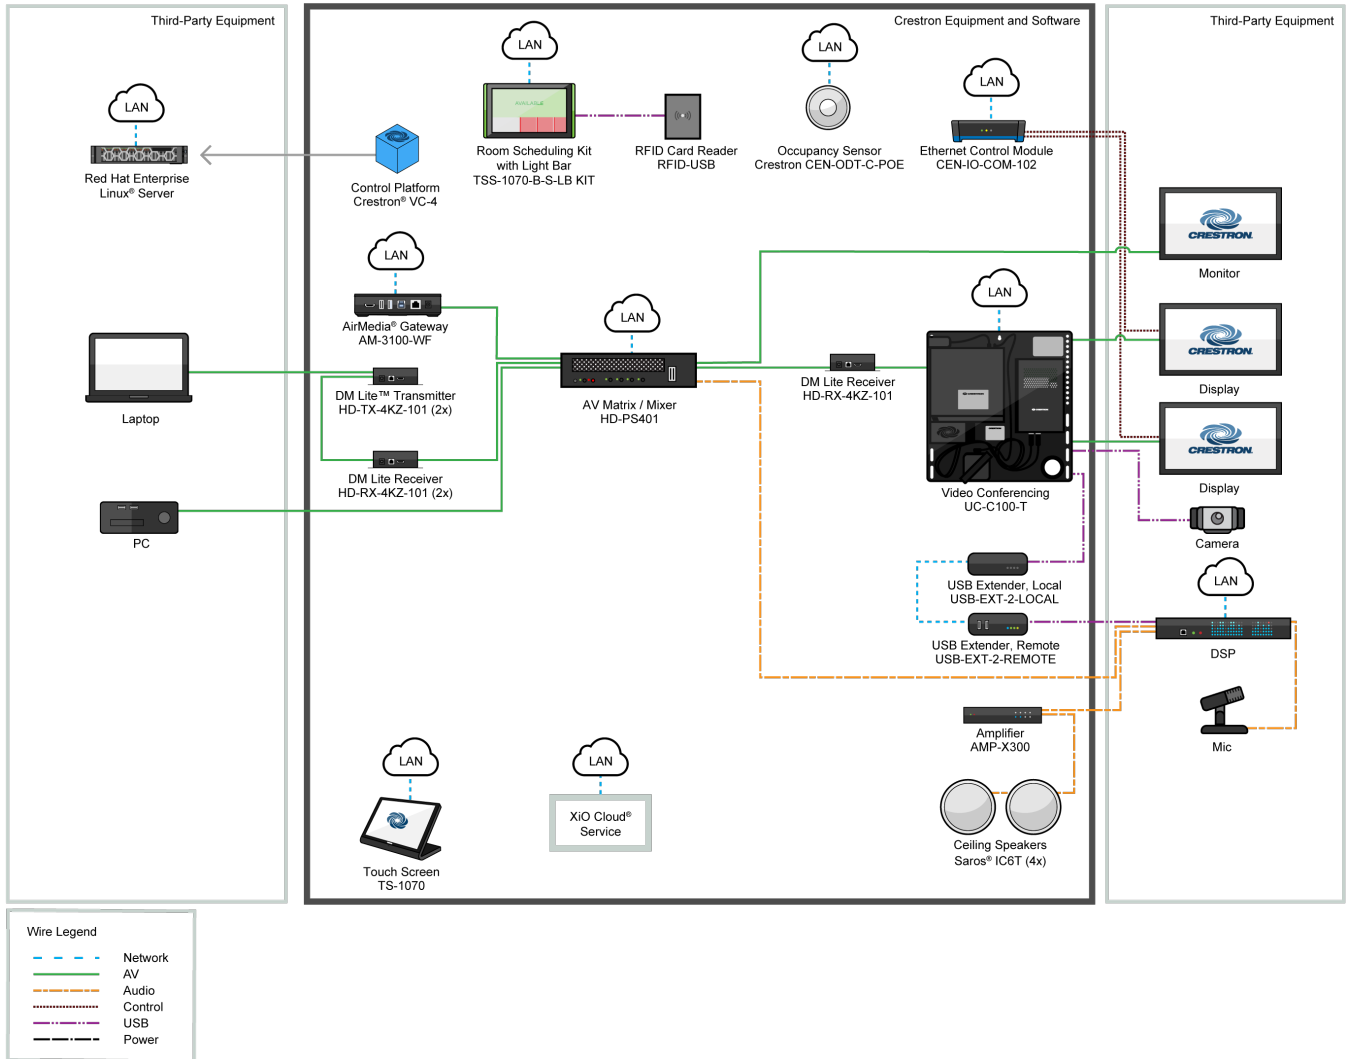 Third-Party Equipment
LAN
Red Hat Enterprise
Linux® Server
Laptop
PC
Crestron Equipment and Software
LAN
AVAILABLE
Room Scheduling Kit
with Light Bar
TSS-1070-B-S-LB KIT
RFID Card Reader
RFID-USB
LAN
Occupancy Sensor
Crestron CEN-ODT-C-POE
LAN
Ethernet Control Module
CEN-IO-COM-102
Control Platform
Crestron® VC-4
LAN
AirMedia® Gateway
AM-3100-WF
DM Lite™ Transmitter
HD-TX-4KZ-101 (2x)
DM Lite Receiver
HD-RX-4KZ-101 (2x)
LAN
AV Matrix / Mixer
HD-PS401
DM Lite Receiver
HD-RX-4KZ-101
LAN
Video Conferencing
UC-C100-T
USB Extender, Local
USB-EXT-2-LOCAL
USB Extender, Remote
USB-EXT-2-REMOTE
Amplifier
AMP-X300
Ceiling Speakers
Saros® IC6T (4x)
LAN
Touch Screen
TS-1070
LAN
XiO Cloud®
Service
Third-Party Equipment
CRESTRON
Monitor
CRESTRON
Display
CRESTRON
Display
Camera
LAN
DSP
Mic
Wire Legend
Network
AV
Audio
Control
USB
Power